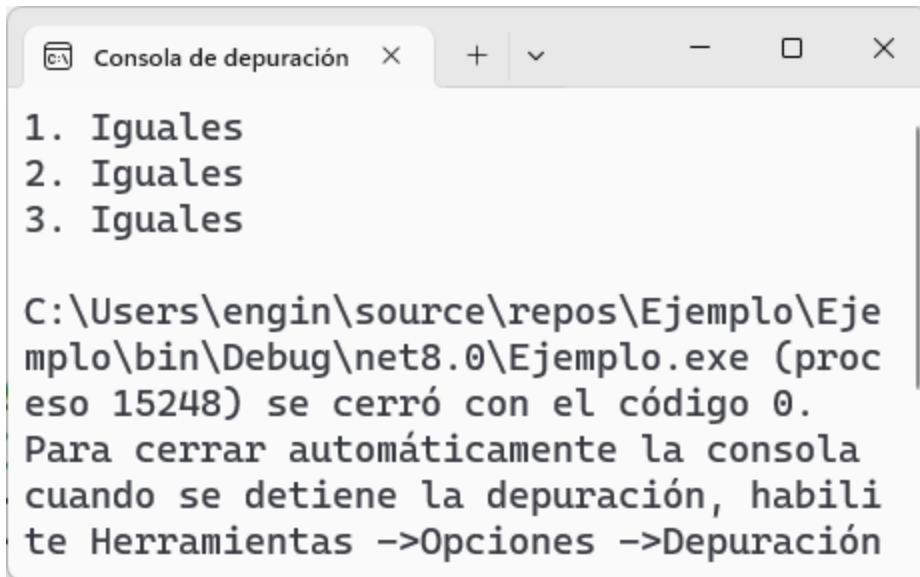 Consola de depuración
1. Iguales
2. Iguales
3. Iguales
C:\Users\engin\source\repos\Ejemplo\Eje
mplo\bin\Debug\net8.0\Ejemplo.exe (proc
eso 15248) se cerró con el código 0.
Para cerrar automáticamente la consola
cuando se detiene la depuración, habili
te Herramientas ->Opciones ->Depuración